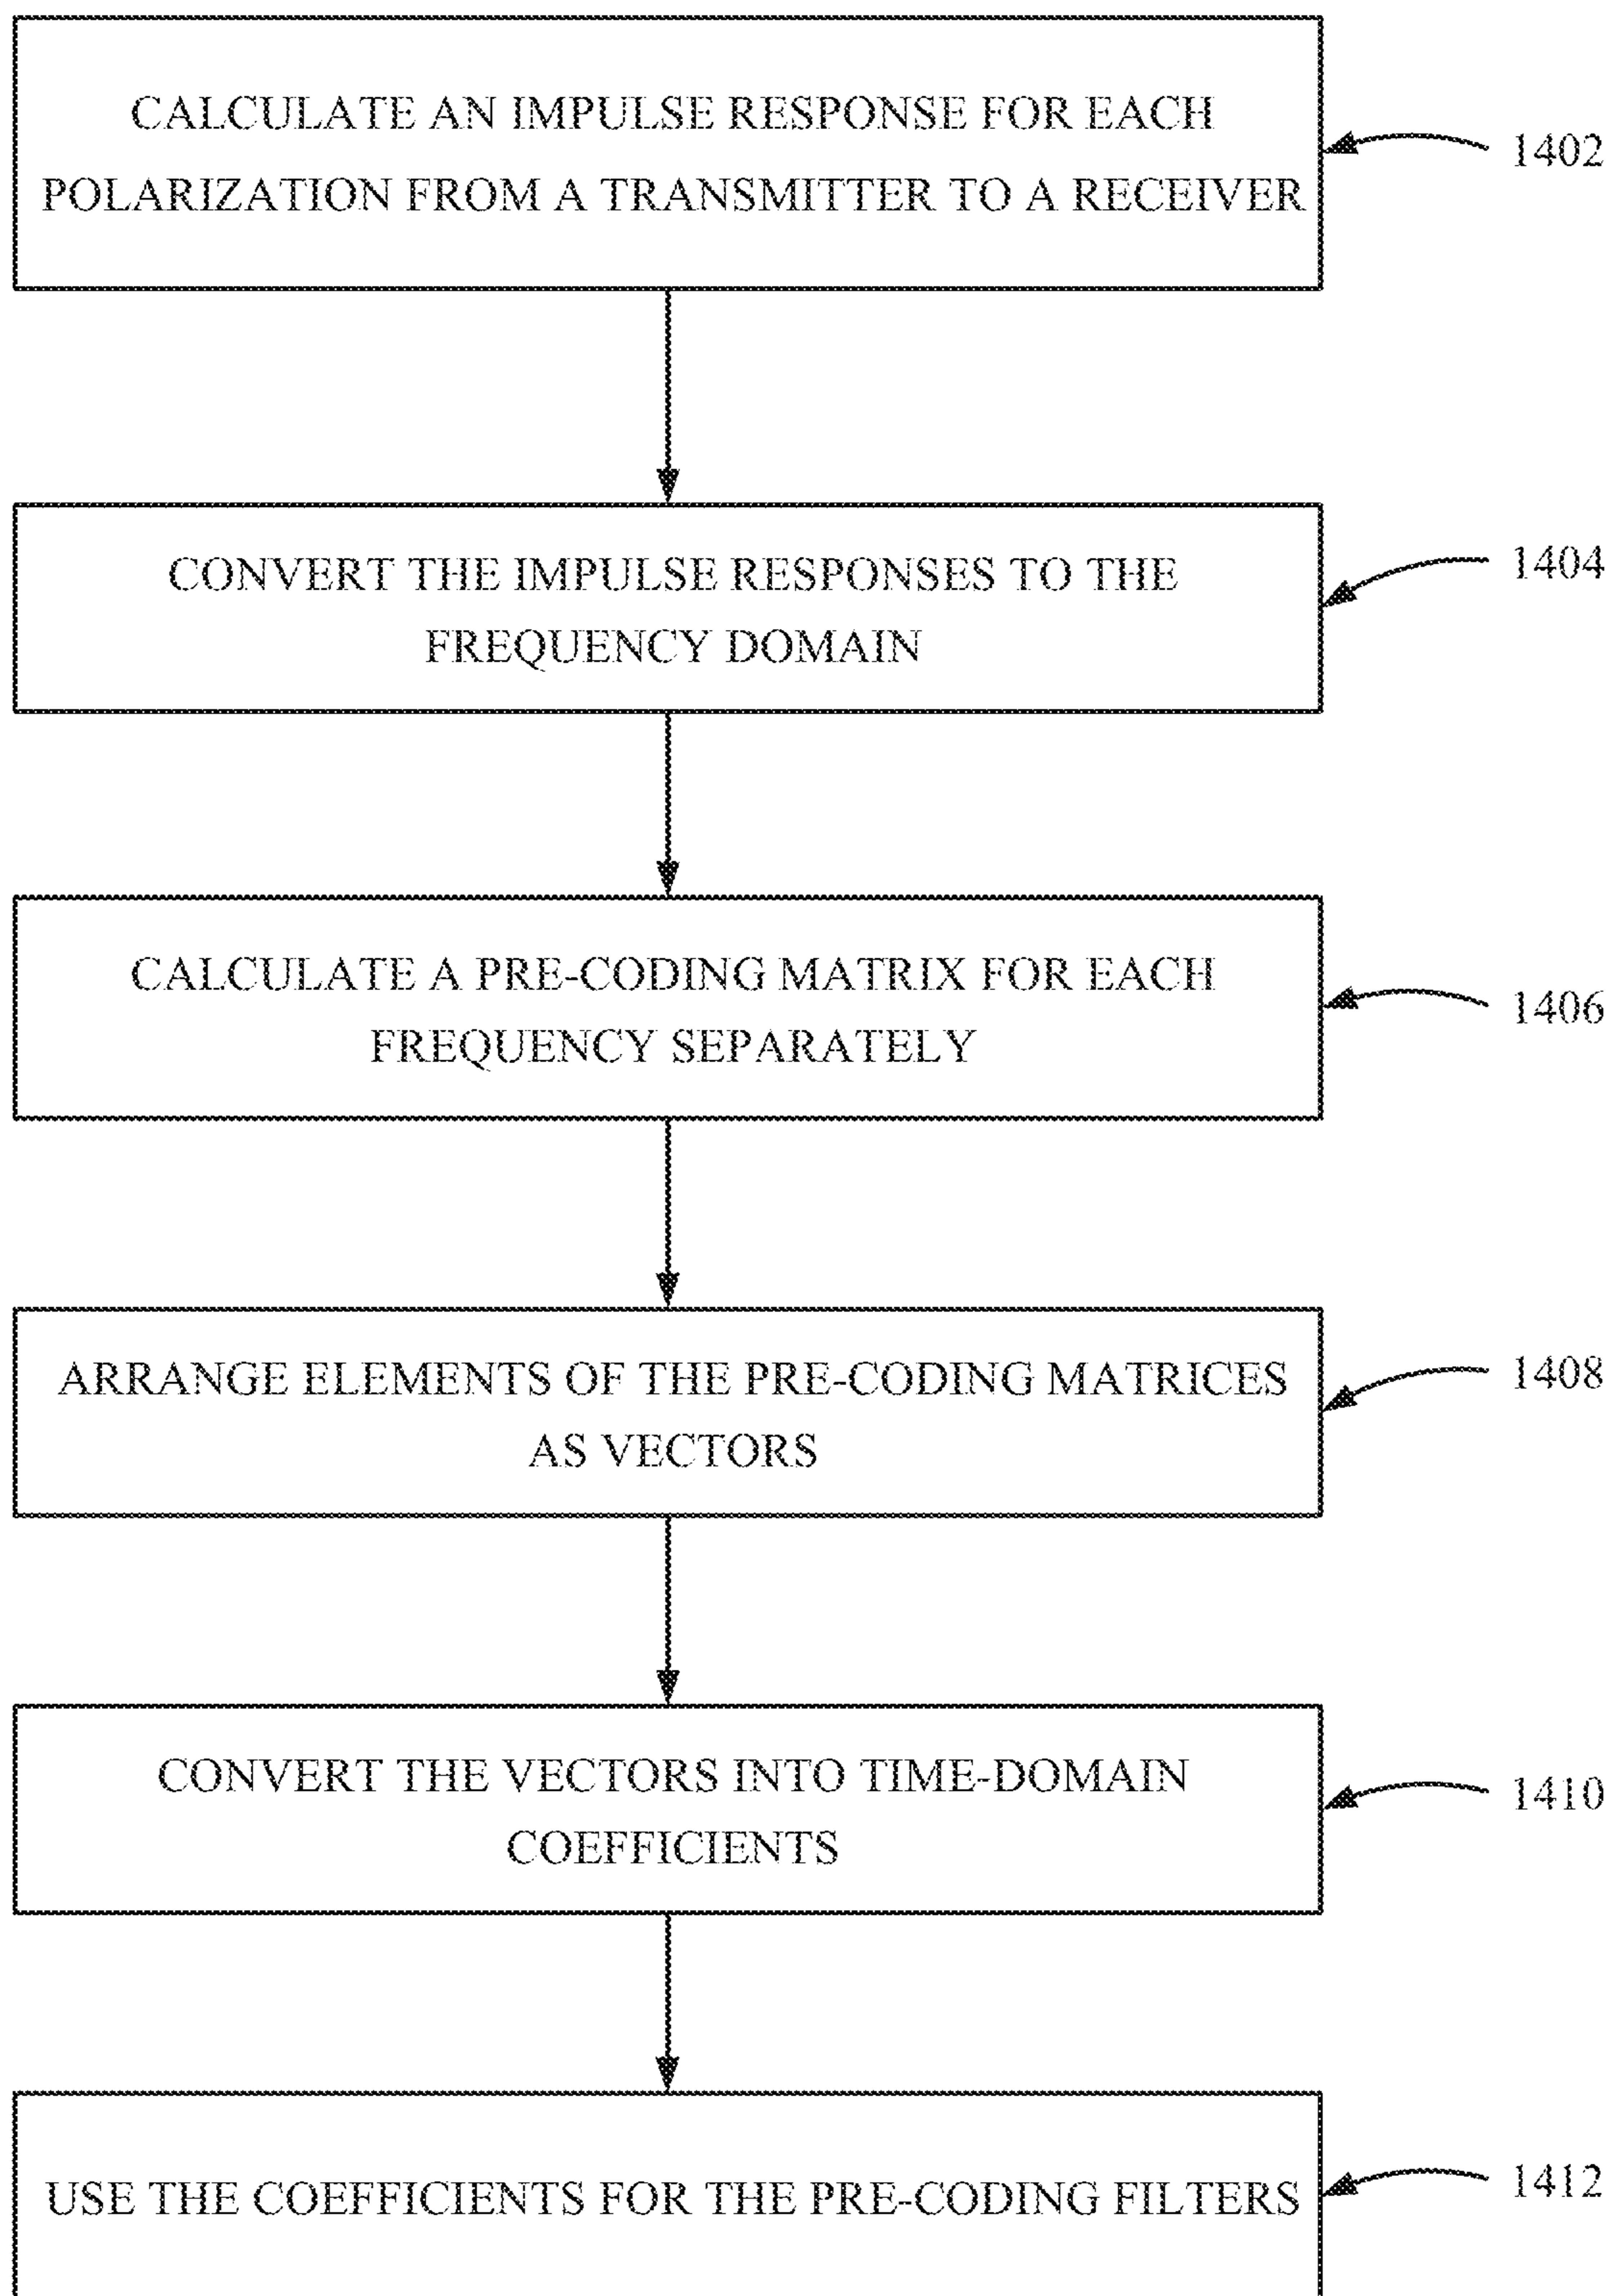 CALCULATE AN IMPULSE RESPONSE FOR EACH
POLARIZATION FROM A TRANSMITTER TO A RECEIVER
1402
CONVERT THE IMPULSE RESPONSES TO THE
FREQUENCY DOMAIN
1404
CALCULATE A PRE-CODING MATRIX FOR EACH
FREQUENCY SEPARATELY
1406
ARRANGE ELEMENTS OF THE PRE-CODING MATRICES
AS VECTORS
1408
CONVERT THE VECTORS INTO TIME-DOMAIN
COEFFICIENTS
1410
USE THE COEFFICIENTS FOR THE PRE-CODING FILTERS
1412